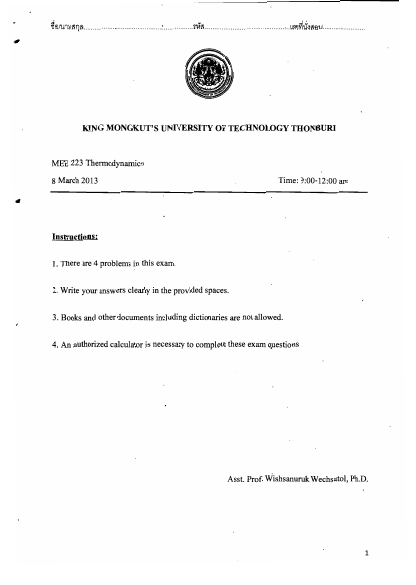 ชื่อ/นามสกุล.......................................รหัส.......................................เลขที่นั่งสอบ...................
KING MONGKUT'S UNIVERSITY OF TECHNOLOGY THONBURI
MEE 223 Thermodynamics
8 March 2013 Time: 9:00-12:00 am
Instructions:
1. There are 4 problems in this exam.
2. Write your answers clearly in the provided spaces.
3. Books and other documents including dictionaries are not allowed.
4. An authorized calculator is necessary to complete these exam questions
Asst. Prof. Wishsanuruk Wechsatol, Ph.D.
1